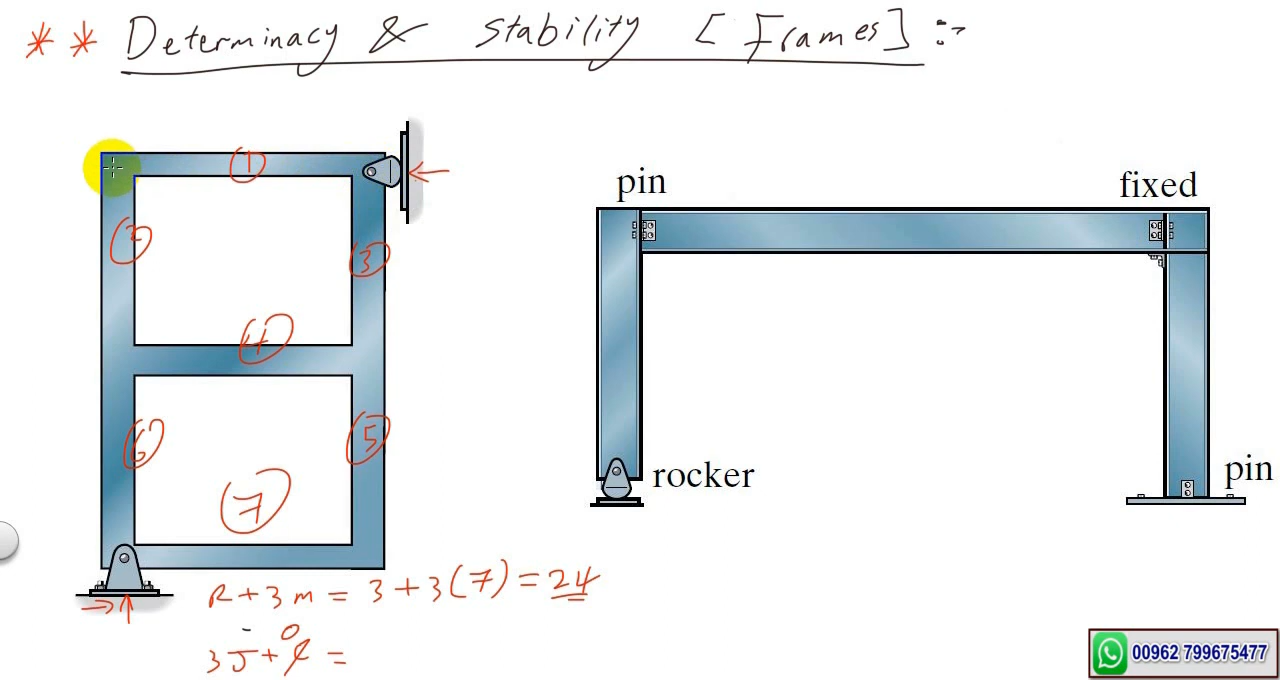 ** Determinacy & Stability [Frames] :-
1
2
3
4
5
6
7
pin
fixed
rocker
pin
R + 3m = 3 + 3(7) = 24
0
3J + C =
00962 799675477